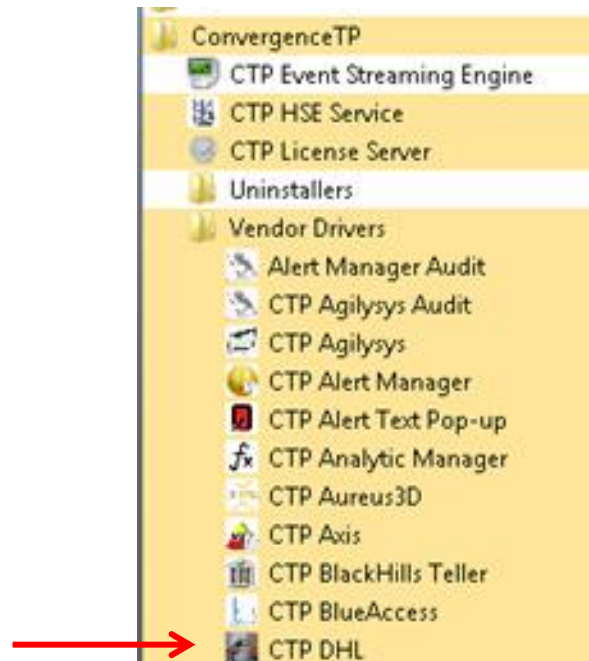 ConvergenceTP
CTP Event Streaming Engine
CTP HSE Service
CTP License Server
Uninstallers
Vendor Drivers
Alert Manager Audit
CTP Agilysys Audit
CTP Agilysys
CTP Alert Manager
CTP Alert Text Pop-up
CTP Analytic Manager
CTP Aureus3D
CTP Axis
CTP BlackHills Teller
CTP BlueAccess
CTP DHL